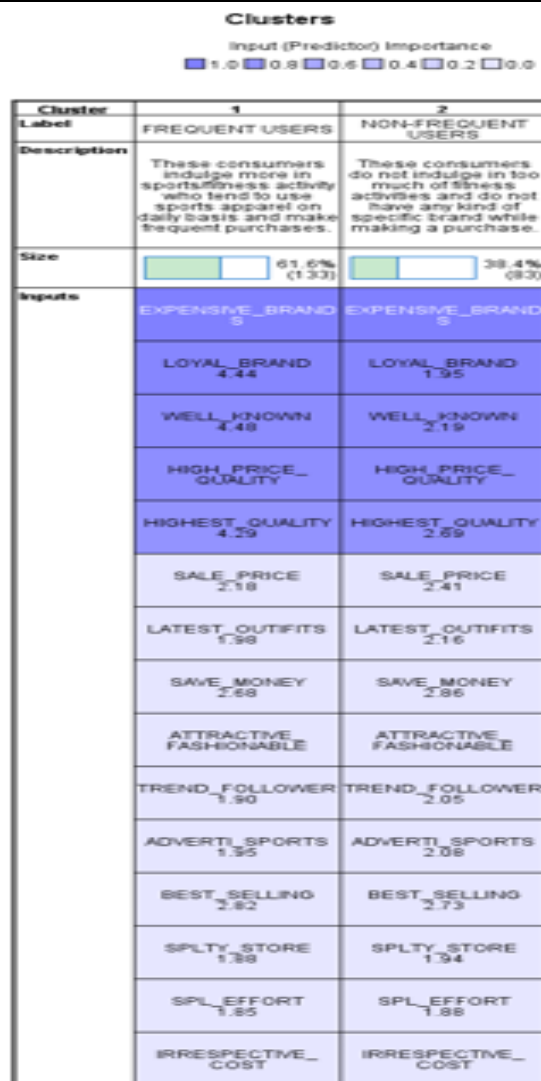 Clusters
Input (Predictor) Importance
1.0 0.8 0.6 0.4 0.2 0.0
Cluster 1 2
Label FREQUENT USERS NON-FREQUENT
USERS
Description
These consumers
indulge more in
sports/fitness activity
who tend to use
sports apparel on
daily basis and make
frequent purchases.
These consumers
do not indulge in too
much of fitness
activities and do not
have any kind of
specific brand while
making a purchase.
Size 61.6% 38.4%
(133) (83)
Inputs
EXPENSIVE_BRAND EXPENSIVE_BRAND
S S
LOYAL_BRAND LOYAL_BRAND
4.44 1.95
WELL_KNOWN WELL_KNOWN
4.48 2.19
HIGH_PRICE_ HIGH_PRICE_
QUALITY QUALITY
HIGHEST_QUALITY HIGHEST_QUALITY
4.29 2.69
SALE_PRICE SALE_PRICE
2.18 2.41
LATEST_OUTIFITS LATEST_OUTIFITS
1.98 2.16
SAVE_MONEY SAVE_MONEY
2.68 2.86
ATTRACTIVE_ ATTRACTIVE_
FASHIONABLE FASHIONABLE
TREND_FOLLOWER TREND_FOLLOWER
1.90 2.05
ADVERTI_SPORTS ADVERTI_SPORTS
1.95 2.08
BEST_SELLING BEST_SELLING
2.82 2.73
SPLTY_STORE SPLTY_STORE
1.88 1.94
SPL_EFFORT SPL_EFFORT
1.85 1.88
IRRESPECTIVE_ IRRESPECTIVE_
COST COST